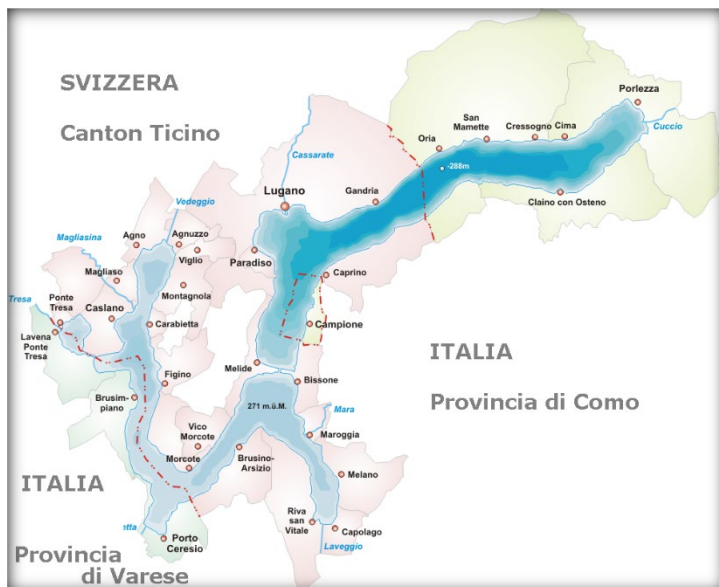 SVIZZERA
Canton Ticino
Porlezza
San
Mamette
Cressogno
Cima
Oria
Cuccio
-288m
Cassarate
Lugano
Gandria
Claino con Osteno
Vedeggio
Magliasina
Agno
Agnuzzo
Viglio
Paradiso
Magliaso
Montagnola
Caprino
Tresa
Ponte
Tresa
Caslano
Carabietta
Campione
Lavena
Ponte
Tresa
ITALIA
Provincia di Como
Melide
Figino
Bissone
Brusim-
piano
271 m.ü.M.
Mara
Vico
Morcote
Maroggia
Morcote
Brusino-
Arsizio
Melano
ITALIA
Riva
san
Vitale
Capolago
Porto
Ceresio
Laveggio
Provincia
di Varese